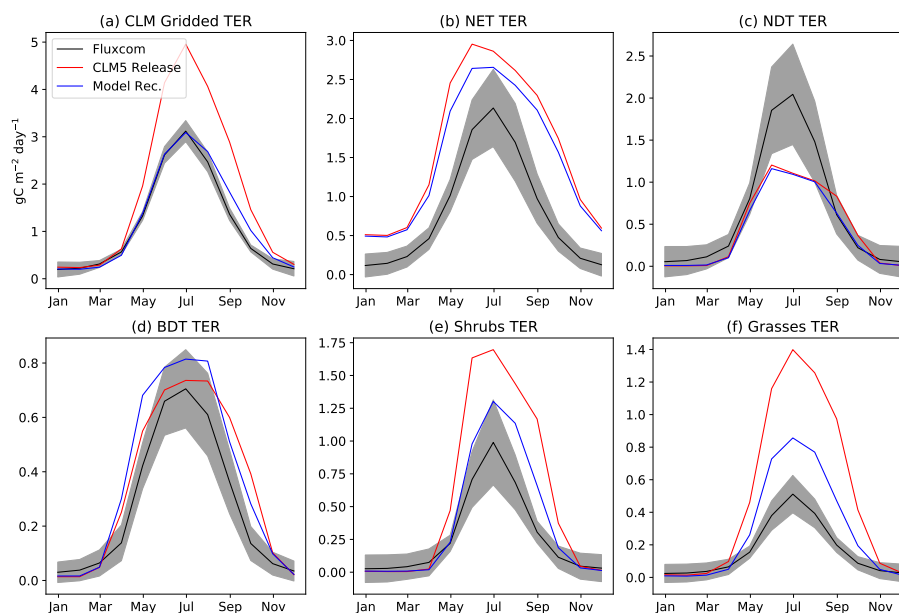 (a) CLM Gridded TER
(b) NET TER
(c) NDT TER
Fluxcom
CLM5 Release
Model Rec.
gC m⁻² day⁻¹
5
4
3
2
1
0
Jan Mar May Jul Sep Nov
3.0
2.5
2.0
1.5
1.0
0.5
0.0
Jan Mar May Jul Sep Nov
2.5
2.0
1.5
1.0
0.5
0.0
Jan Mar May Jul Sep Nov
(d) BDT TER
(e) Shrubs TER
(f) Grasses TER
0.8
0.6
0.4
0.2
0.0
Jan Mar May Jul Sep Nov
1.75
1.50
1.25
1.00
0.75
0.50
0.25
0.00
Jan Mar May Jul Sep Nov
1.4
1.2
1.0
0.8
0.6
0.4
0.2
0.0
Jan Mar May Jul Sep Nov